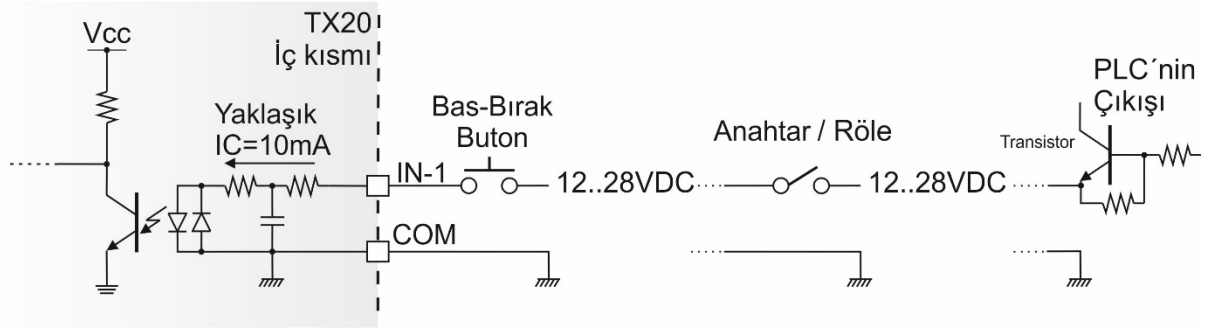 TX20
İç kısmı
Vcc
Yaklaşık
IC=10mA
IN-1
COM
Bas-Bırak
Buton
12..28VDC
Anahtar / Röle
12..28VDC
PLC´nin
Çıkışı
Transistor